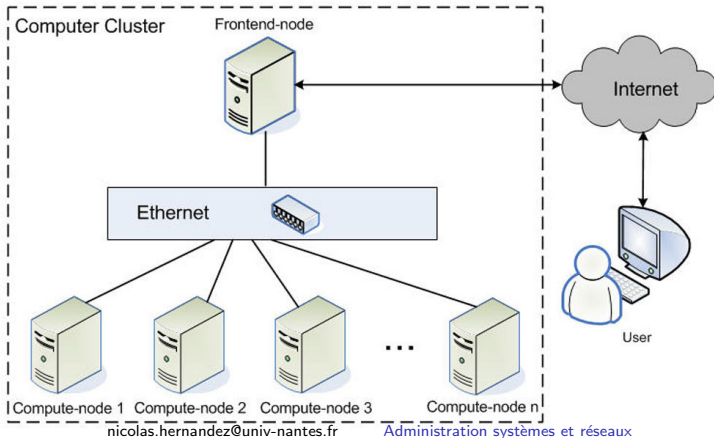 Computer Cluster
Frontend-node
Internet
Ethernet
User
Compute-node 1
Compute-node 2
Compute-node 3
...
Compute-node n
nicolas.hernandez@univ-nantes.fr
Administration systèmes et réseaux